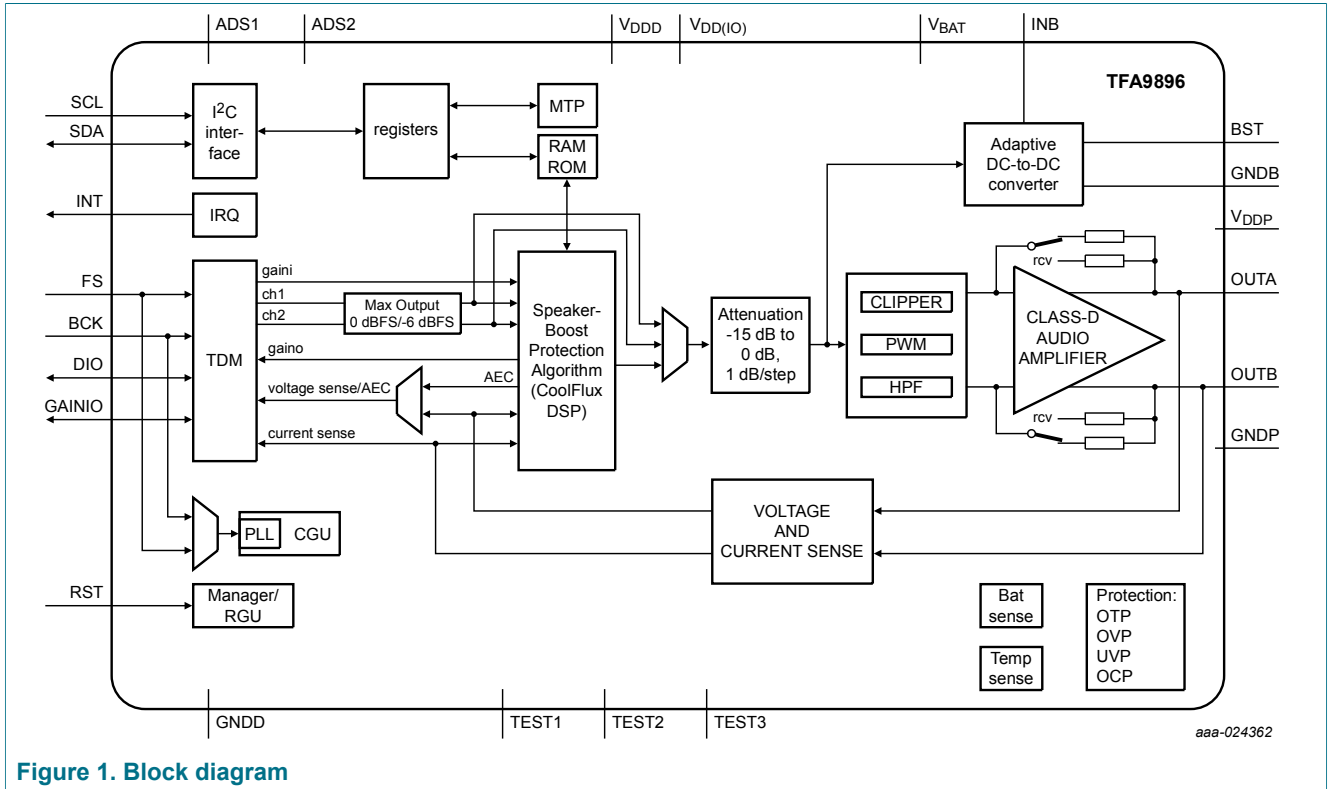 ADS1
ADS2
VDDD
VDD(IO)
VBAT
INB
TFA9896
SCL
SDA
I2C
inter-
face
registers
MTP
RAM
ROM
Adaptive
DC-to-DC
converter
BST
GNDB
INT
IRQ
VDDP
FS
BCK
DIO
GAINIO
TDM
gaini
ch1
ch2
Max Output
0 dBFS/-6 dBFS
gaino
voltage sense/AEC
AEC
current sense
Speaker-
Boost
Protection
Algorithm
(CoolFlux
DSP)
Attenuation
-15 dB to
0 dB,
1 dB/step
CLIPPER
PWM
HPF
rcv
CLASS-D
AUDIO
AMPLIFIER
rcv
OUTA
OUTB
GNDP
PLL
CGU
VOLTAGE
AND
CURRENT SENSE
RST
Manager/
RGU
Bat
sense
Temp
sense
Protection:
OTP
OVP
UVP
OCP
GNDD
TEST1
TEST2
TEST3
aaa-024362
Figure 1. Block diagram